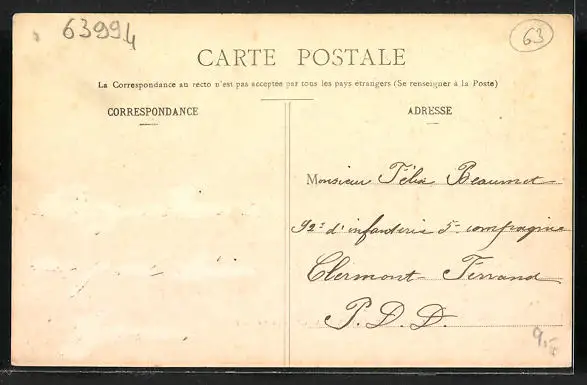 63994
63
CARTE POSTALE
La Correspondance au recto n'est pas acceptée par tous les pays étrangers (Se renseigner à la Poste)
CORRESPONDANCE
ADRESSE
Monsieur Félix Beaumet
92e d'infanterie 5e compagnie
Clermont-Ferrand
P.D.D.